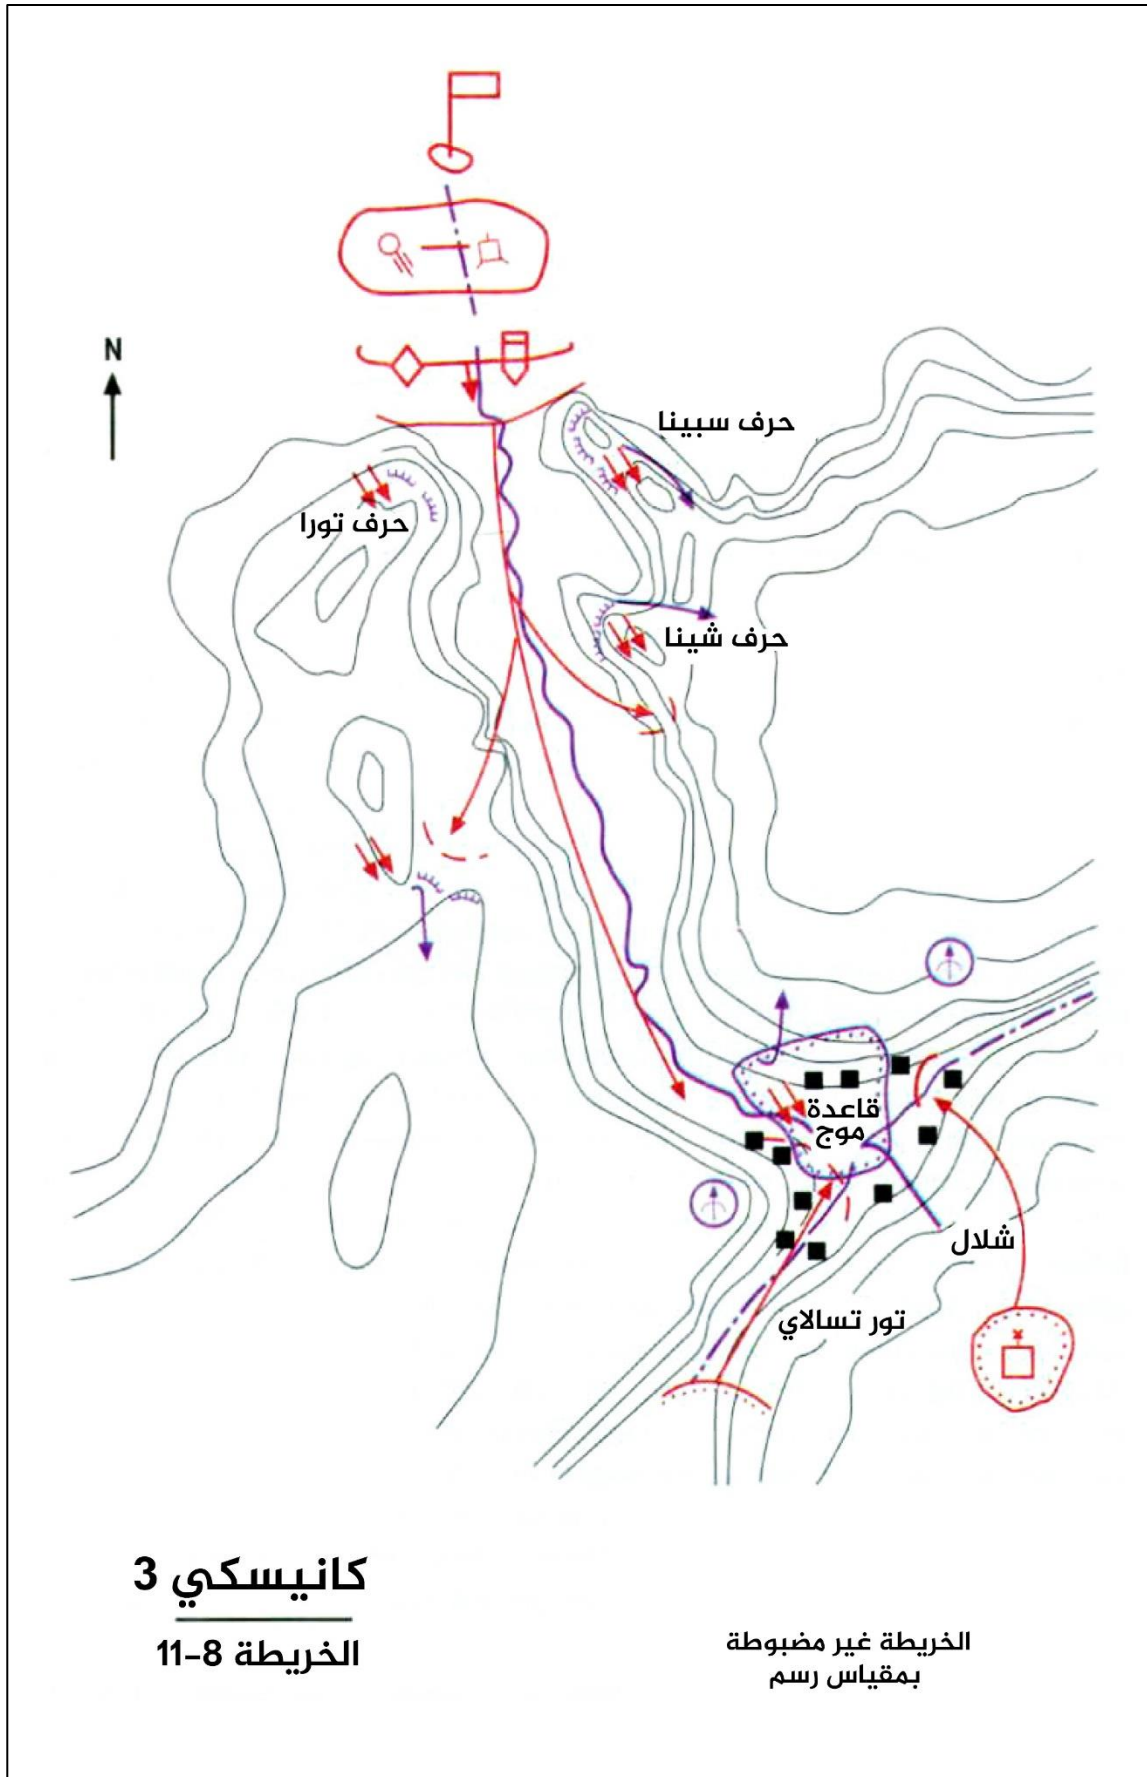 N
حرف سبينا
حرف تورا
حرف شينا
قاعدة
موج
شلال
تور تسالاي
كانيسكي 3
الخريطة 8–11
الخريطة غير مضبوطة
بمقياس رسم